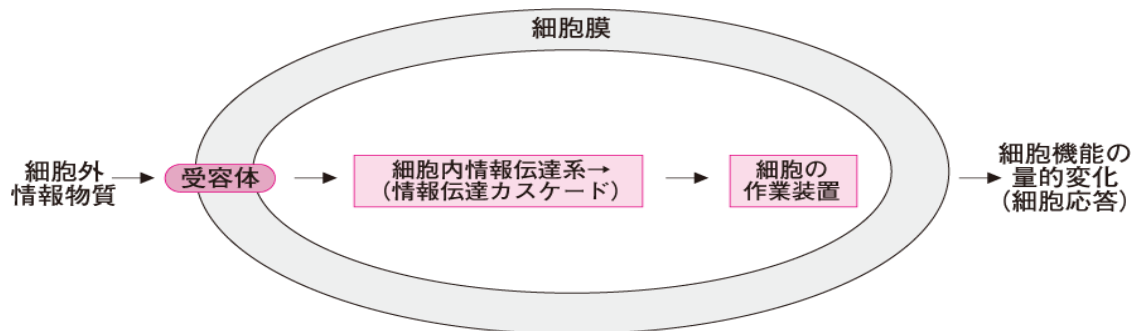 細胞膜
細胞外
情報物質
受容体
細胞内情報伝達系→
(情報伝達カスケード)
細胞の
作業装置
細胞機能の
量的変化
(細胞応答)